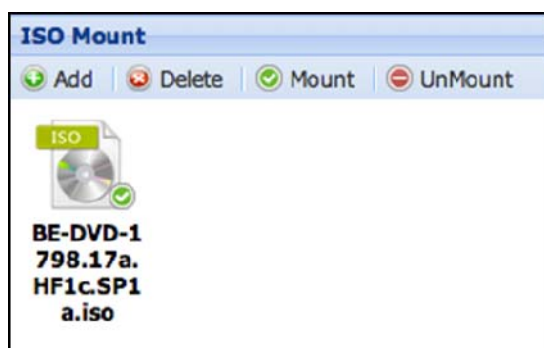 ISO Mount
Add Delete Mount UnMount
ISO
BE-DVD-1
798.17a.
HF1c.SP1
a.iso